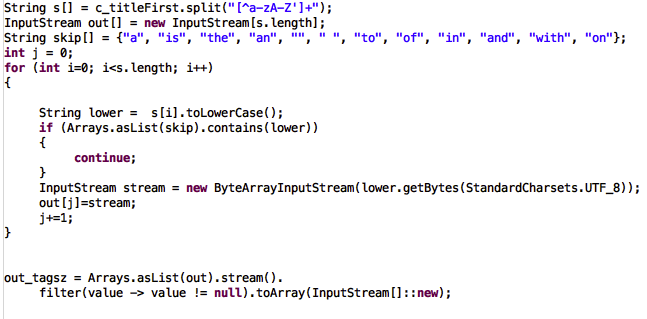 String s[] = c_titleFirst.split("[^a-zA-Z']+");
InputStream out[] = new InputStream[s.length];
String skip[] = {"a", "is", "the", "an", "", " ", "to", "of", "in", "and", "with", "on"};
int j = 0;
for (int i=0; i<s.length; i++)
{
String lower =  s[i].toLowerCase();
if (Arrays.asList(skip).contains(lower))
{
continue;
}
InputStream stream = new ByteArrayInputStream(lower.getBytes(StandardCharsets.UTF_8));
out[j]=stream;
j+=1;
}
out_tagsz = Arrays.asList(out).stream().
filter(value -> value != null).toArray(InputStream[]::new);